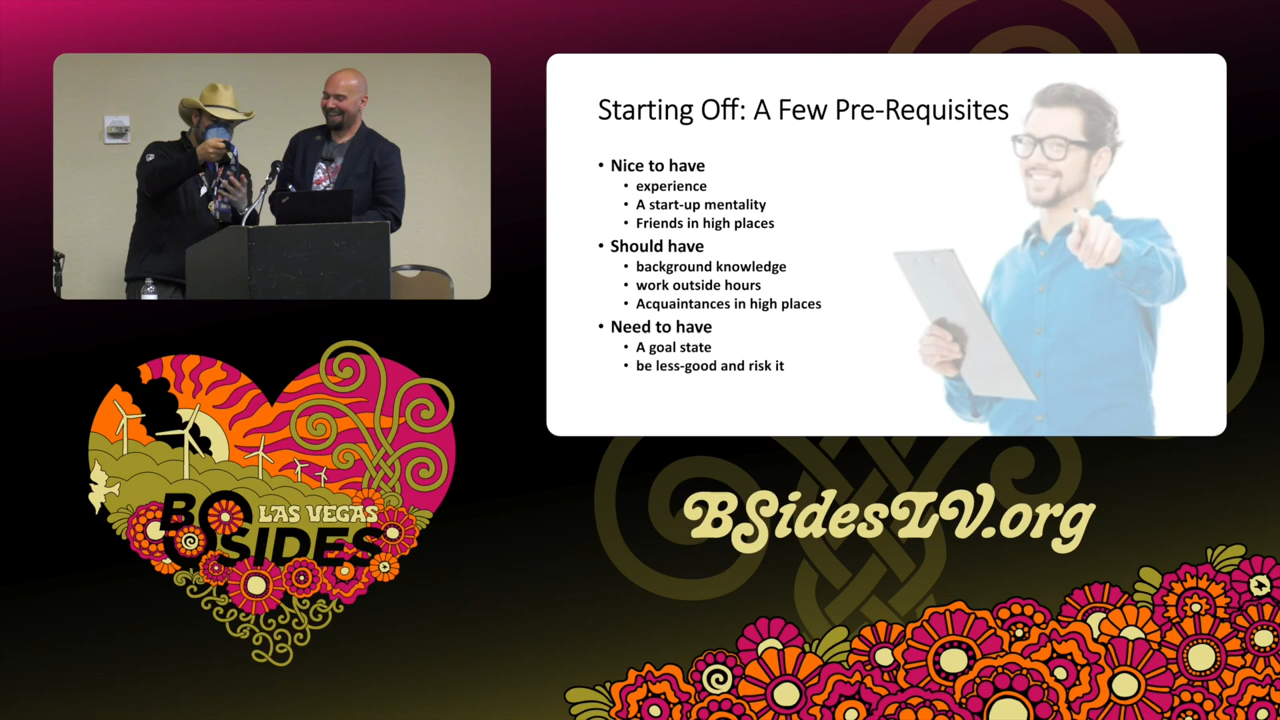 Starting Off: A Few Pre-Requisites
• Nice to have
• experience
• A start-up mentality
• Friends in high places
• Should have
• background knowledge
• work outside hours
• Acquaintances in high places
• Need to have
• A goal state
• be less-good and risk it
BSIDES
LAS VEGAS
BSidesLV.org